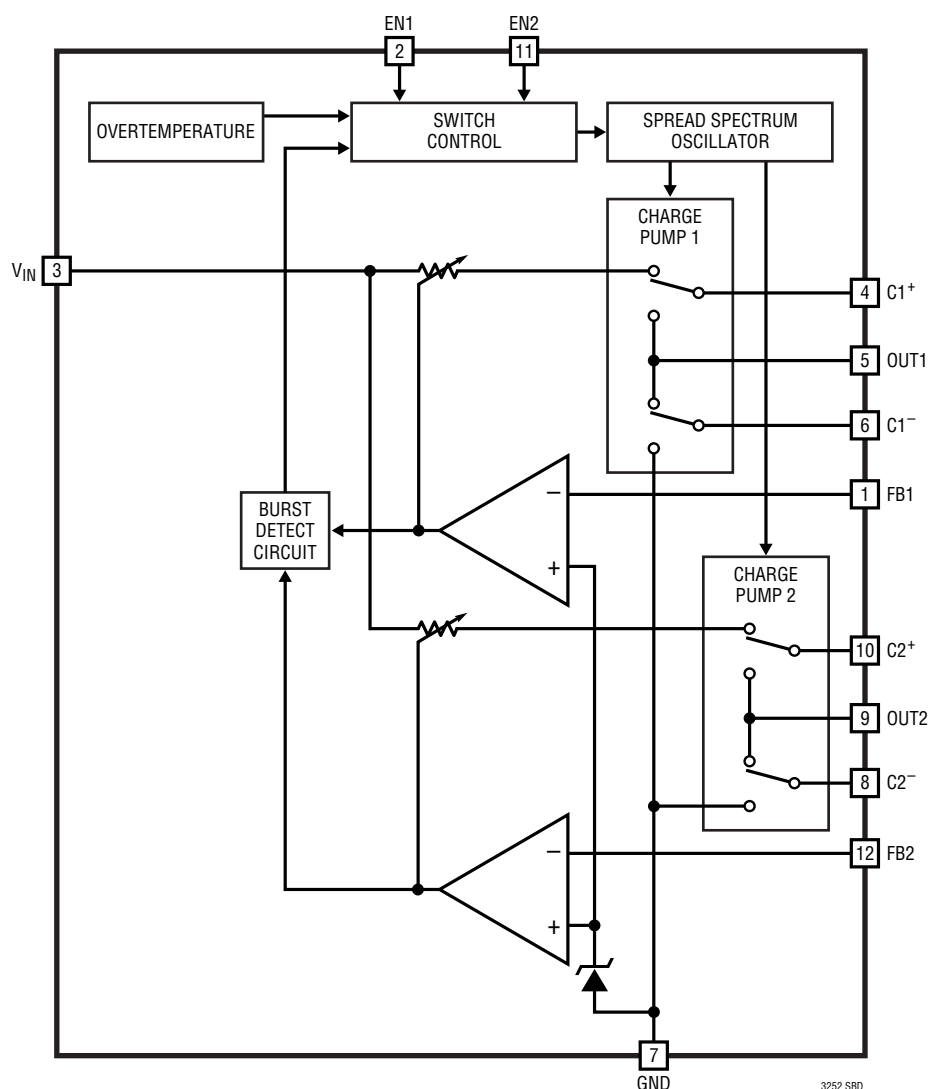 EN1
EN2
2
11
OVERTEMPERATURE
SWITCH
CONTROL
SPREAD SPECTRUM
OSCILLATOR
CHARGE
PUMP 1
VIN
3
4
C1+
5
OUT1
6
C1–
1
FB1
BURST
DETECT
CIRCUIT
–
+
CHARGE
PUMP 2
10
C2+
9
OUT2
8
C2–
12
FB2
–
+
7
GND
3252 SBD